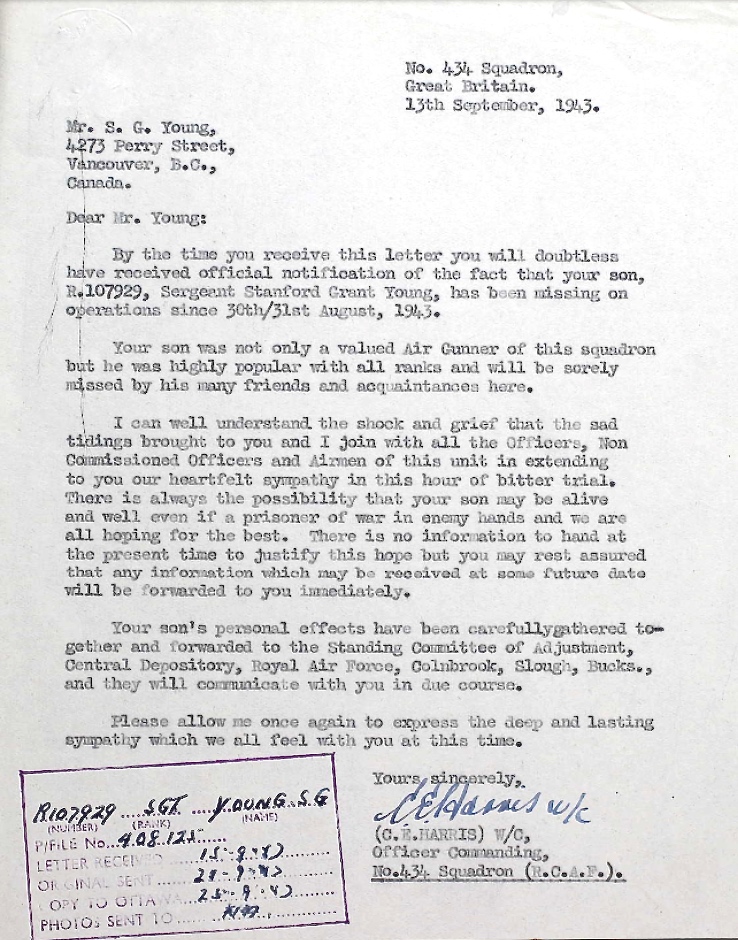 No. 434 Squadron,
Great Britain.
13th September, 1943.
Mr. S. G. Young,
4273 Perry Street,
Vancouver, B.C.,
Canada.
Dear Mr. Young:
By the time you receive this letter you will doubtless
have received official notification of the fact that your son,
R.107929, Sergeant Stanford Grant Young, has been missing on
operations since 30th/31st August, 1943.
Your son was not only a valued Air Gunner of this squadron
but he was highly popular with all ranks and will be sorely
missed by his many friends and acquaintances here.
I can well understand the shock and grief that the sad
tidings brought to you and I join with all the Officers, Non
Commissioned Officers and Airmen of this unit in extending
to you our heartfelt sympathy in this hour of bitter trial.
There is always the possibility that your son may be alive
and well even if a prisoner of war in enemy hands and we are
all hoping for the best.  There is no information to hand at
the present time to justify this hope but you may rest assured
that any information which may be received at some future date
will be forwarded to you immediately.
Your son's personal effects have been carefullygathered to-
gether and forwarded to the Standing Committee of Adjustment,
Central Depository, Royal Air Force, Colnbrook, Slough, Bucks.,
and they will communicate with you in due course.
Please allow me once again to express the deep and lasting
sympathy which we all feel with you at this time.
Yours sincerely,
C E Harris w/c
(C.E.HARRIS) W/C,
Officer Commanding,
No.434 Squadron (R.C.A.F.).
R107929 .... SGT .... YOUNG. S.G
(NUMBER) (RANK) (NAME)
P/FILE No. 408125
LETTER RECEIVED
ORIGINAL SENT
COPY TO OTTAWA
PHOTOS SENT TO